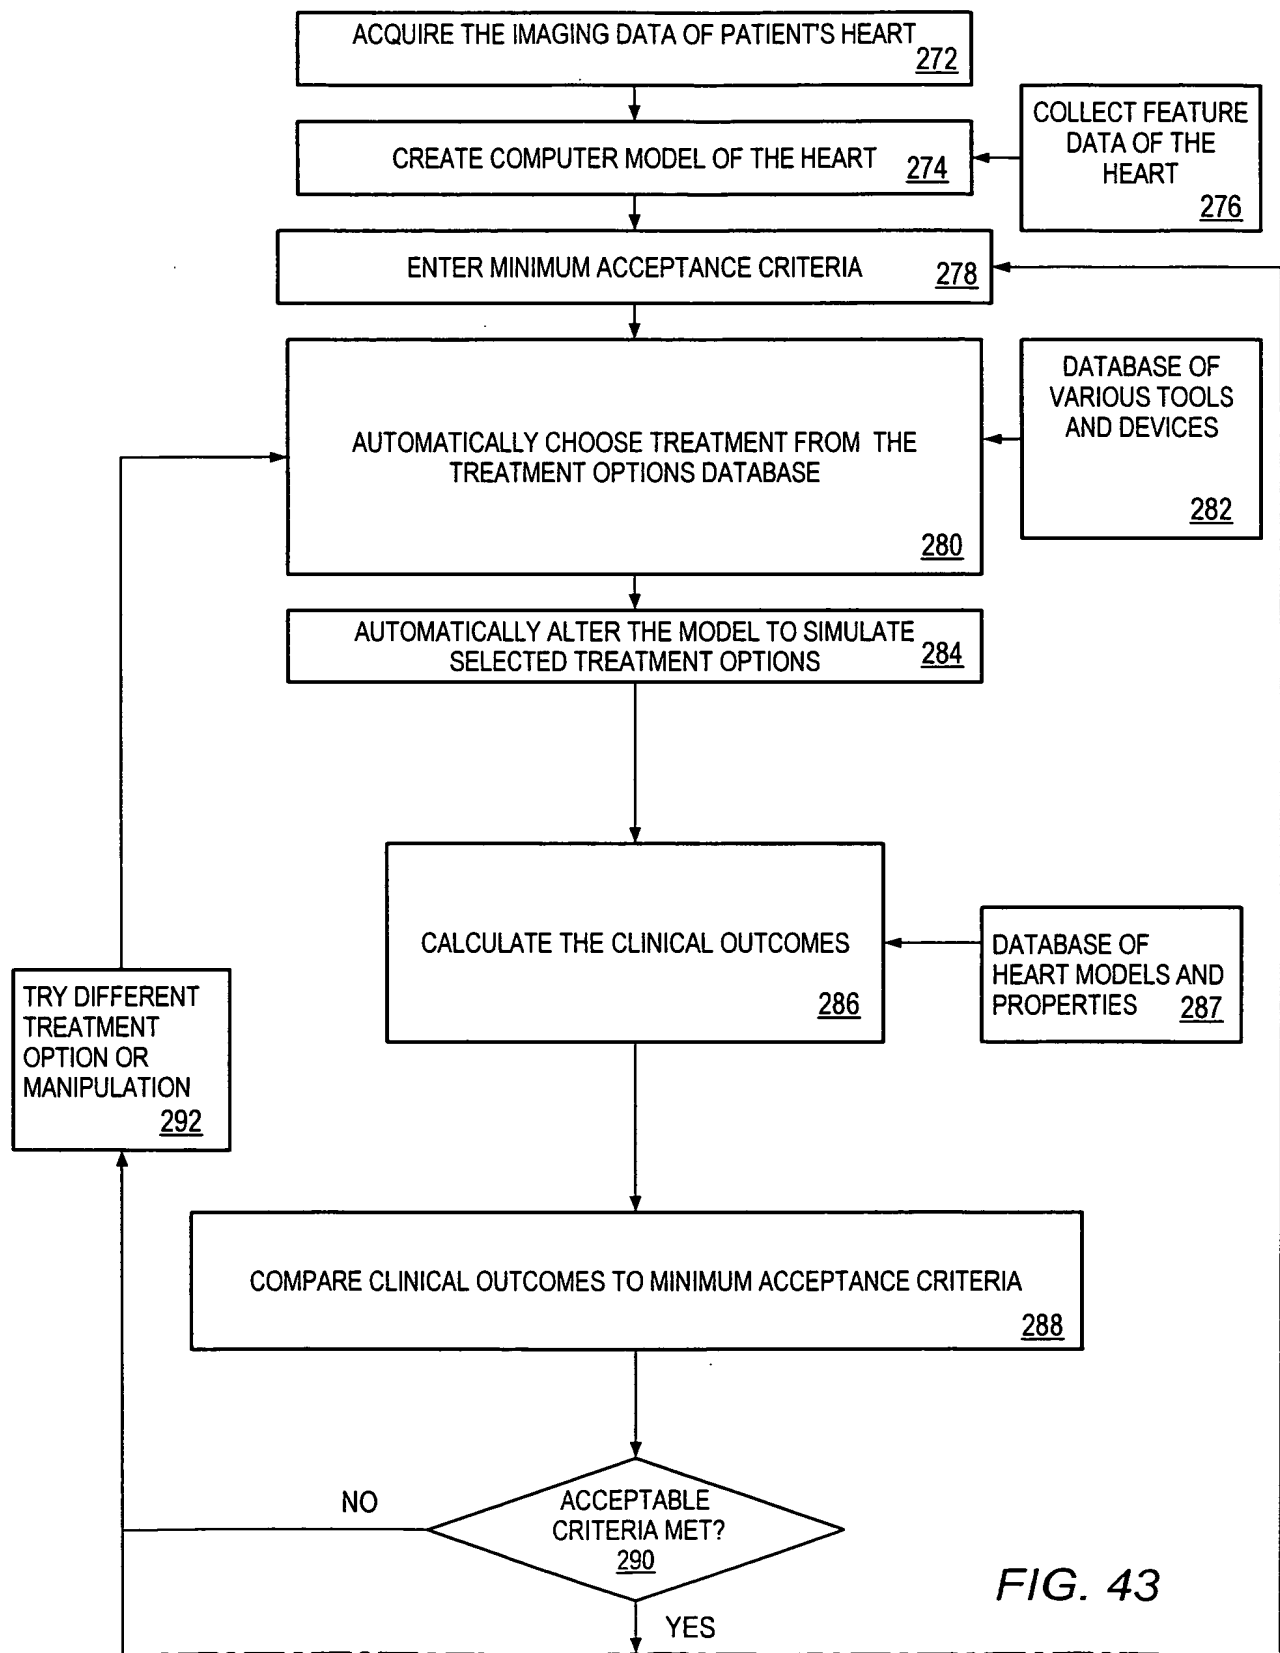 ACQUIRE THE IMAGING DATA OF PATIENT'S HEART
272
CREATE COMPUTER MODEL OF THE HEART
274
COLLECT FEATURE
DATA OF THE
HEART
276
ENTER MINIMUM ACCEPTANCE CRITERIA
278
AUTOMATICALLY CHOOSE TREATMENT FROM THE
TREATMENT OPTIONS DATABASE
280
DATABASE OF
VARIOUS TOOLS
AND DEVICES
282
AUTOMATICALLY ALTER THE MODEL TO SIMULATE
SELECTED TREATMENT OPTIONS
284
CALCULATE THE CLINICAL OUTCOMES
286
DATABASE OF
HEART MODELS AND
PROPERTIES
287
TRY DIFFERENT
TREATMENT
OPTION OR
MANIPULATION
292
COMPARE CLINICAL OUTCOMES TO MINIMUM ACCEPTANCE CRITERIA
288
NO
ACCEPTABLE
CRITERIA MET?
290
YES
FIG. 43